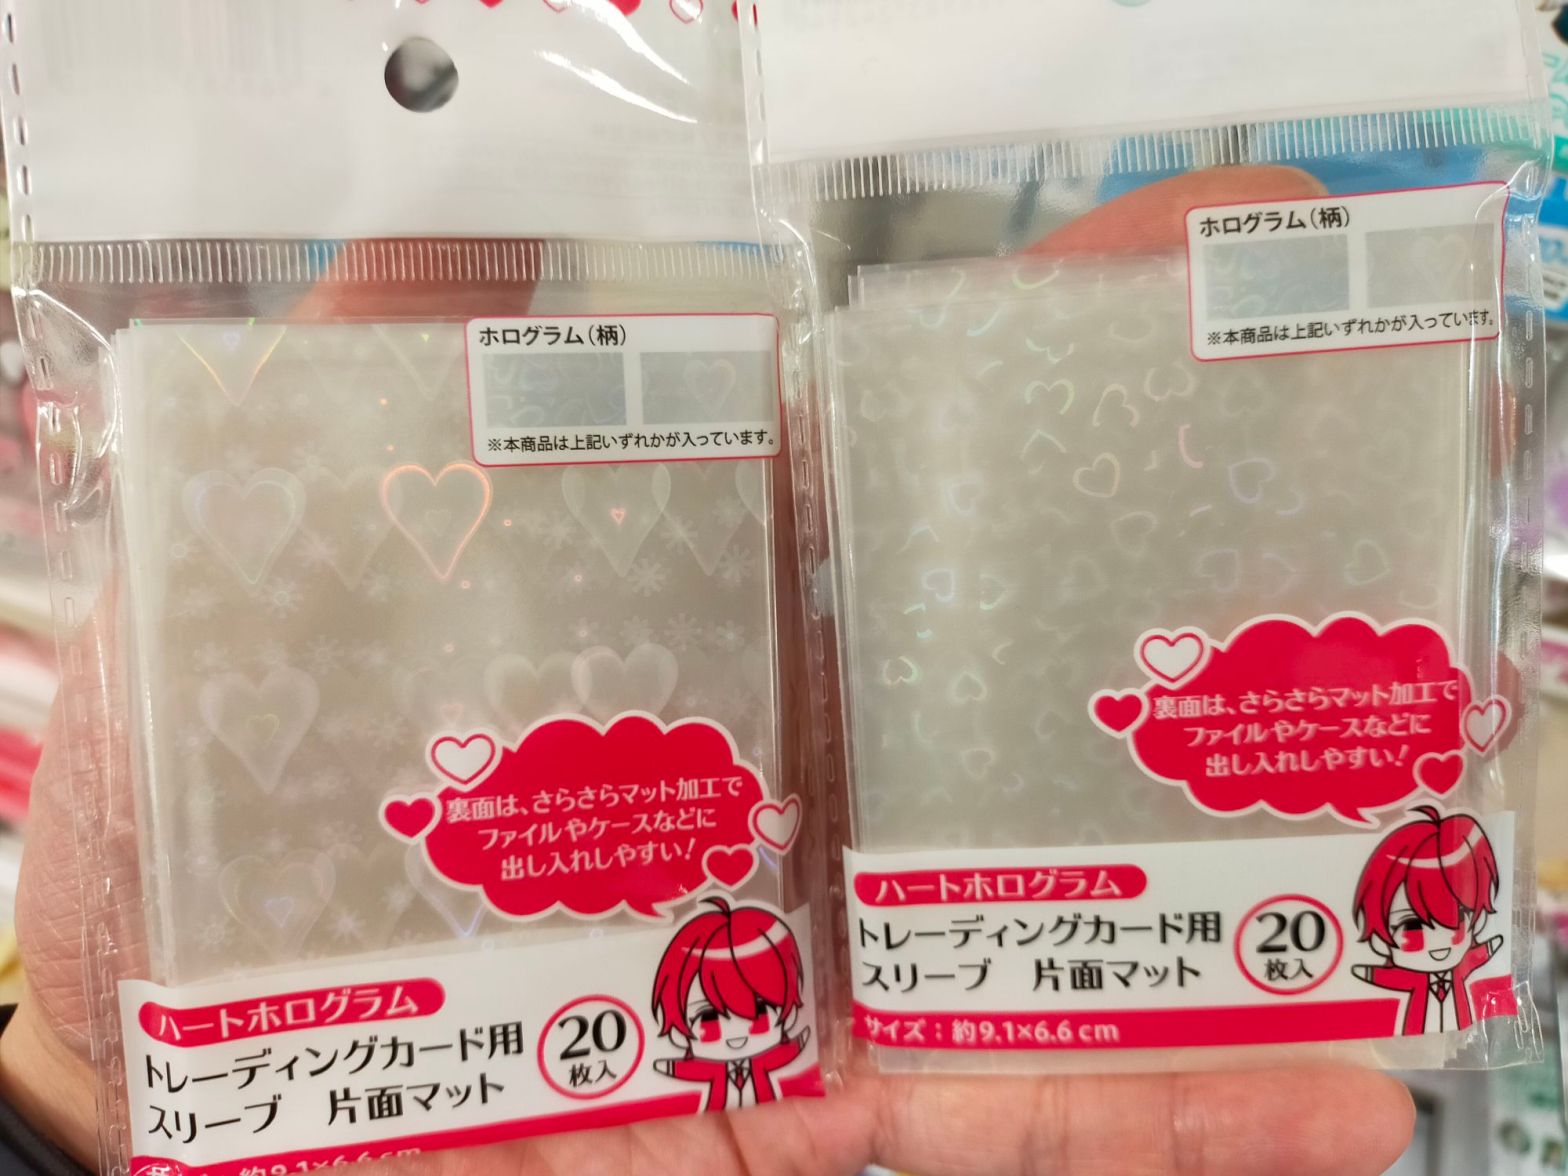 ホログラム(柄)
※本商品は上記いずれかが入っています。
裏面は、さらさらマット加工で
ファイルやケースなどに
出し入れしやすい!
ハートホログラム
トレーディングカード用
スリーブ 片面マット
20
枚入
約9.1×6.6cm
ホログラム(柄)
※本商品は上記いずれかが入っています。
裏面は、さらさらマット加工で
ファイルやケースなどに
出し入れしやすい!
ハートホログラム
トレーディングカード用
スリーブ 片面マット
20
枚入
サイズ:約9.1×6.6cm